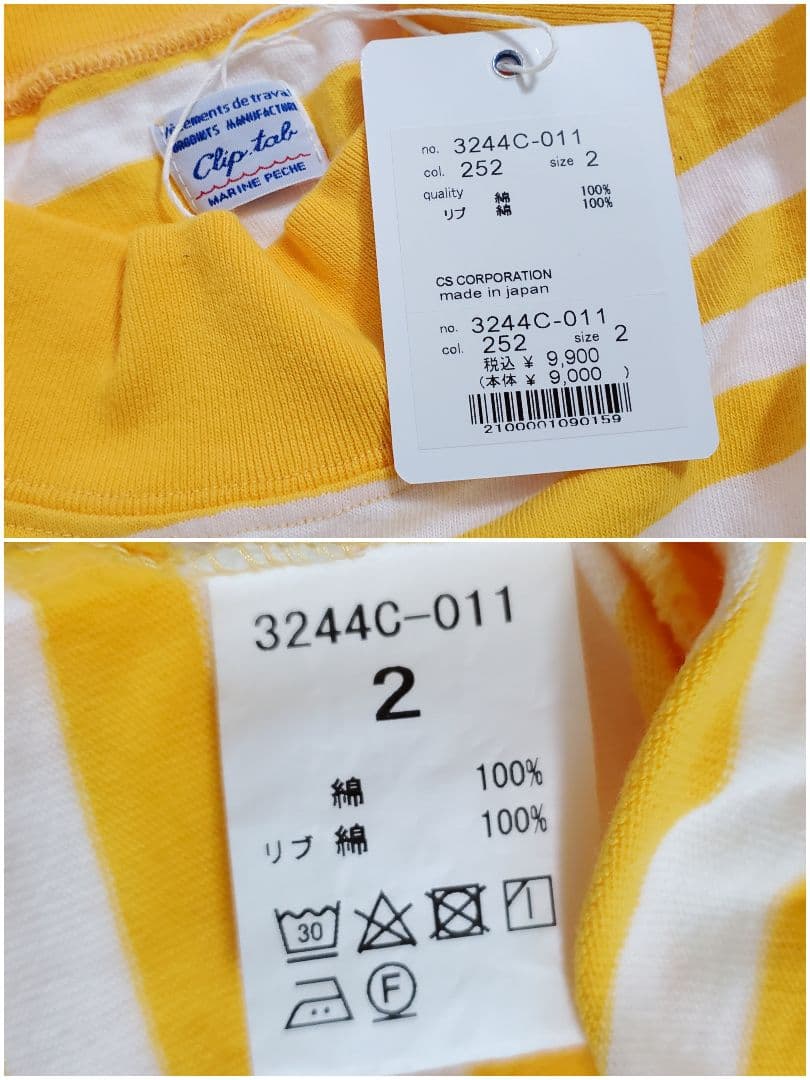 Vêtements de travail
PRODUITS MANUFACTURE
Clip.tab
MARINE PECHE
no. 3244C-011
col. 252 size 2
quality 綿 100%
リブ 綿 100%
CS CORPORATION
made in japan
no. 3244C-011
col. 252 size 2
税込 ¥ 9,900
(本体 ¥ 9,000 )
2100001090159
3244C-011
2
綿 100%
リブ 綿 100%
30
F